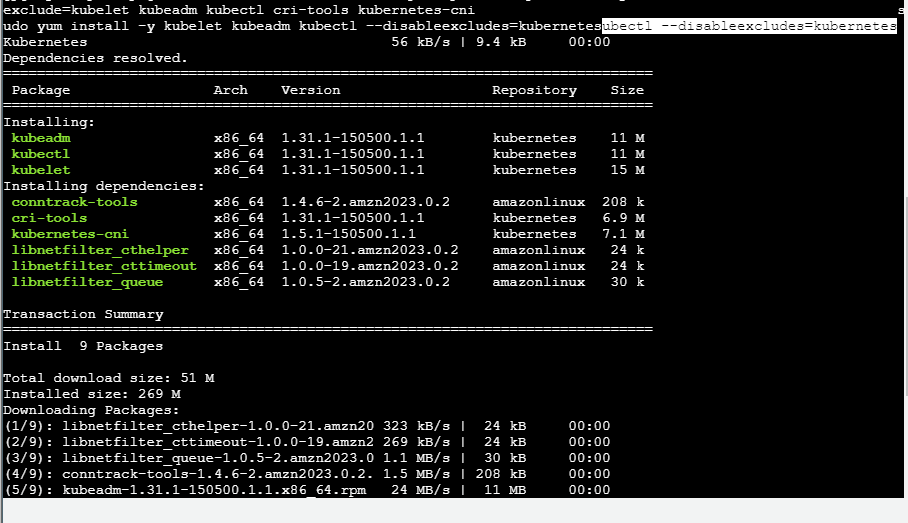 exclude=kubelet kubeadm kubectl cri-tools kubernetes-cni s
udo yum install -y kubelet kubeadm kubectl --disableexcludes=kubernetesubectl --disableexcludes=kubernetes
Kubernetes 56 kB/s | 9.4 kB 00:00
Dependencies resolved.
================================================================================
Package Arch Version Repository Size
================================================================================
Installing:
kubeadm x86_64 1.31.1-150500.1.1 kubernetes 11 M
kubectl x86_64 1.31.1-150500.1.1 kubernetes 11 M
kubelet x86_64 1.31.1-150500.1.1 kubernetes 15 M
Installing dependencies:
conntrack-tools x86_64 1.4.6-2.amzn2023.0.2 amazonlinux 208 k
cri-tools x86_64 1.31.1-150500.1.1 kubernetes 6.9 M
kubernetes-cni x86_64 1.5.1-150500.1.1 kubernetes 7.1 M
libnetfilter_cthelper x86_64 1.0.0-21.amzn2023.0.2 amazonlinux 24 k
libnetfilter_cttimeout x86_64 1.0.0-19.amzn2023.0.2 amazonlinux 24 k
libnetfilter_queue x86_64 1.0.5-2.amzn2023.0.2 amazonlinux 30 k
Transaction Summary
================================================================================
Install 9 Packages
Total download size: 51 M
Installed size: 269 M
Downloading Packages:
(1/9): libnetfilter_cthelper-1.0.0-21.amzn20 323 kB/s | 24 kB 00:00
(2/9): libnetfilter_cttimeout-1.0.0-19.amzn2 269 kB/s | 24 kB 00:00
(3/9): libnetfilter_queue-1.0.5-2.amzn2023.0 1.1 MB/s | 30 kB 00:00
(4/9): conntrack-tools-1.4.6-2.amzn2023.0.2. 1.5 MB/s | 208 kB 00:00
(5/9): kubeadm-1.31.1-150500.1.1.x86_64.rpm 24 MB/s | 11 MB 00:00